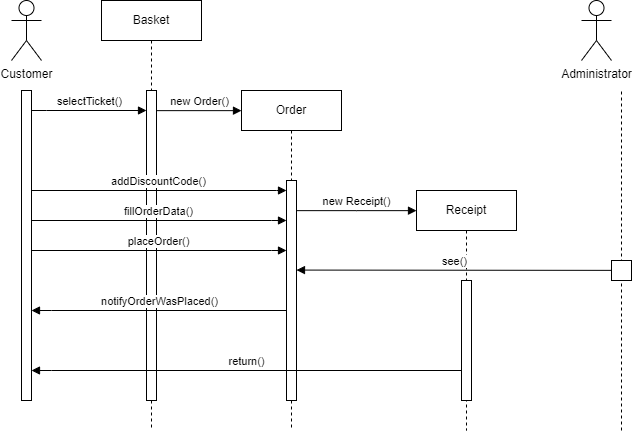 Basket
Customer
Administrator
selectTicket()
new Order()
Order
addDiscountCode()
new Receipt()
Receipt
fillOrderData()
placeOrder()
see()
notifyOrderWasPlaced()
return()